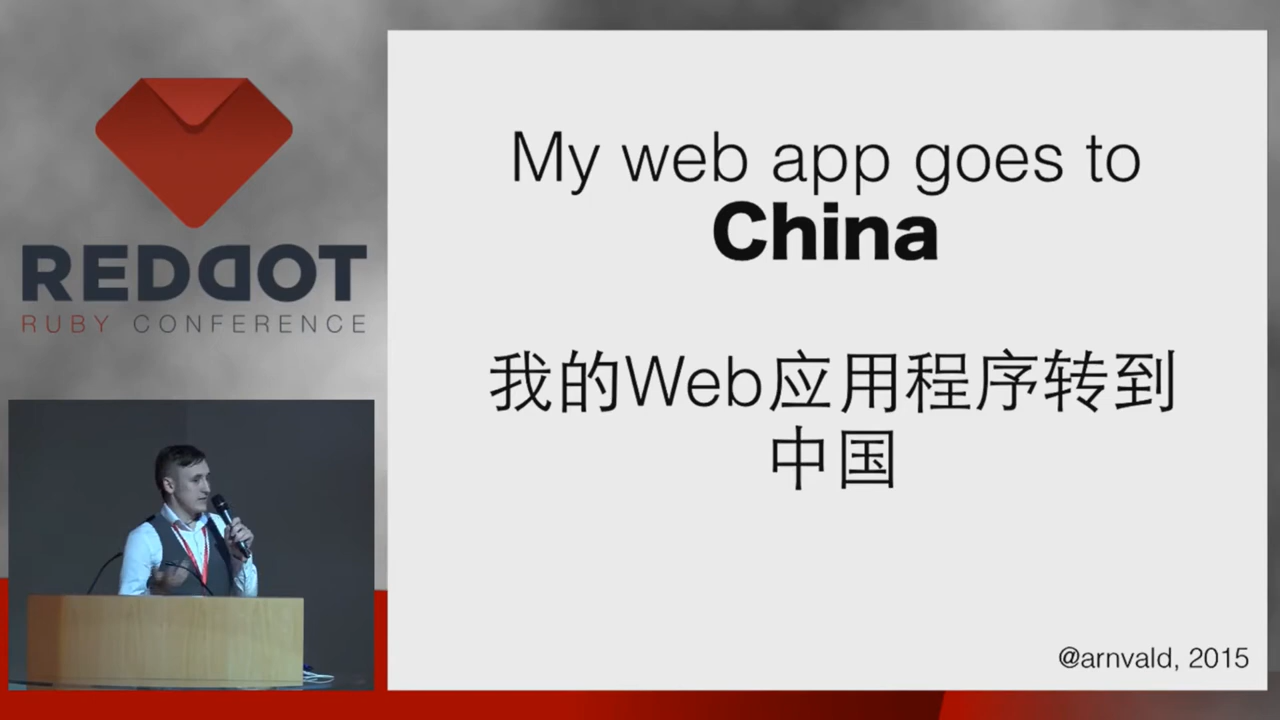 REDDOT
RUBY CONFERENCE
My web app goes to
China
我的Web应用程序转到
中国
@arnvald, 2015